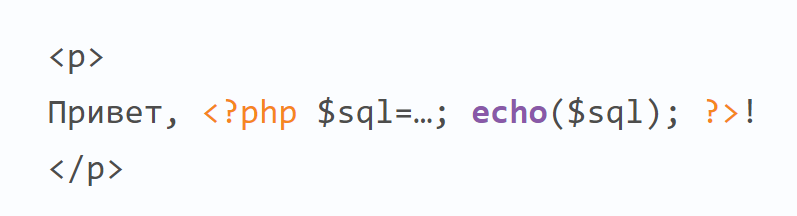 <p>
Привет, <?php $sql=…; echo($sql); ?>!
</p>